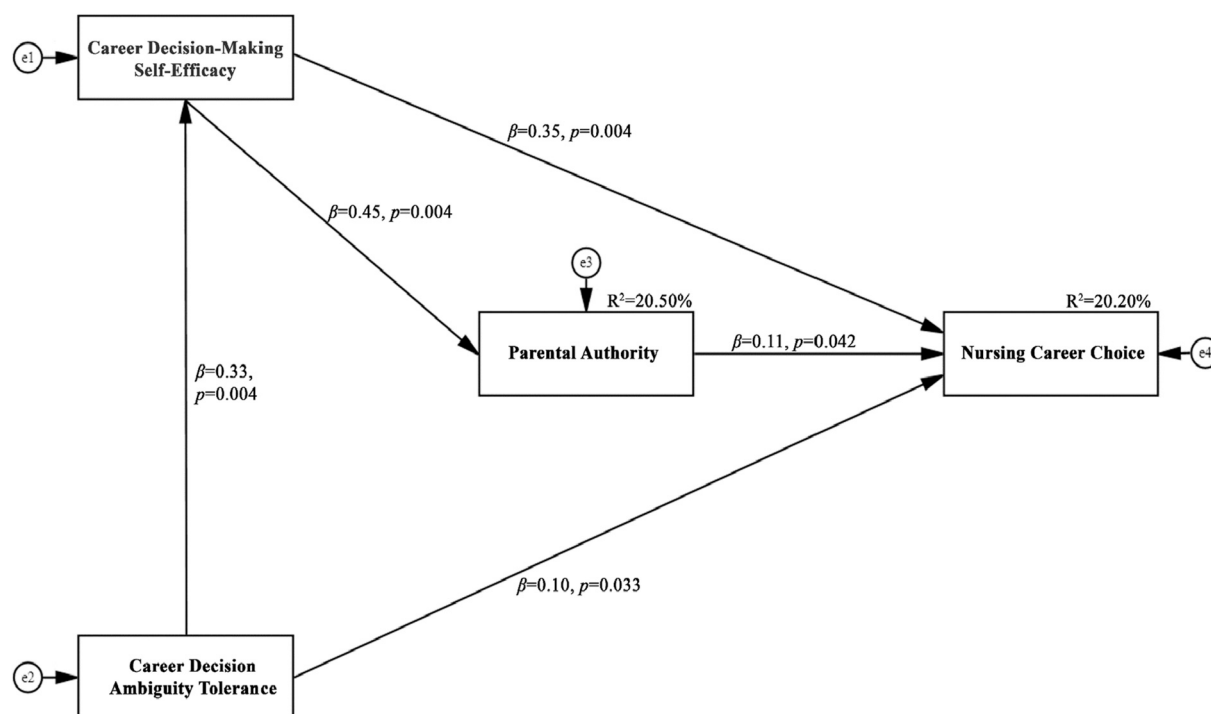 e1
Career Decision-Making
Self-Efficacy
β=0.35, p=0.004
β=0.45, p=0.004
e3
R²=20.50%
Parental Authority
β=0.11, p=0.042
R²=20.20%
Nursing Career Choice
e4
β=0.33,
p=0.004
β=0.10, p=0.033
e2
Career Decision
Ambiguity Tolerance